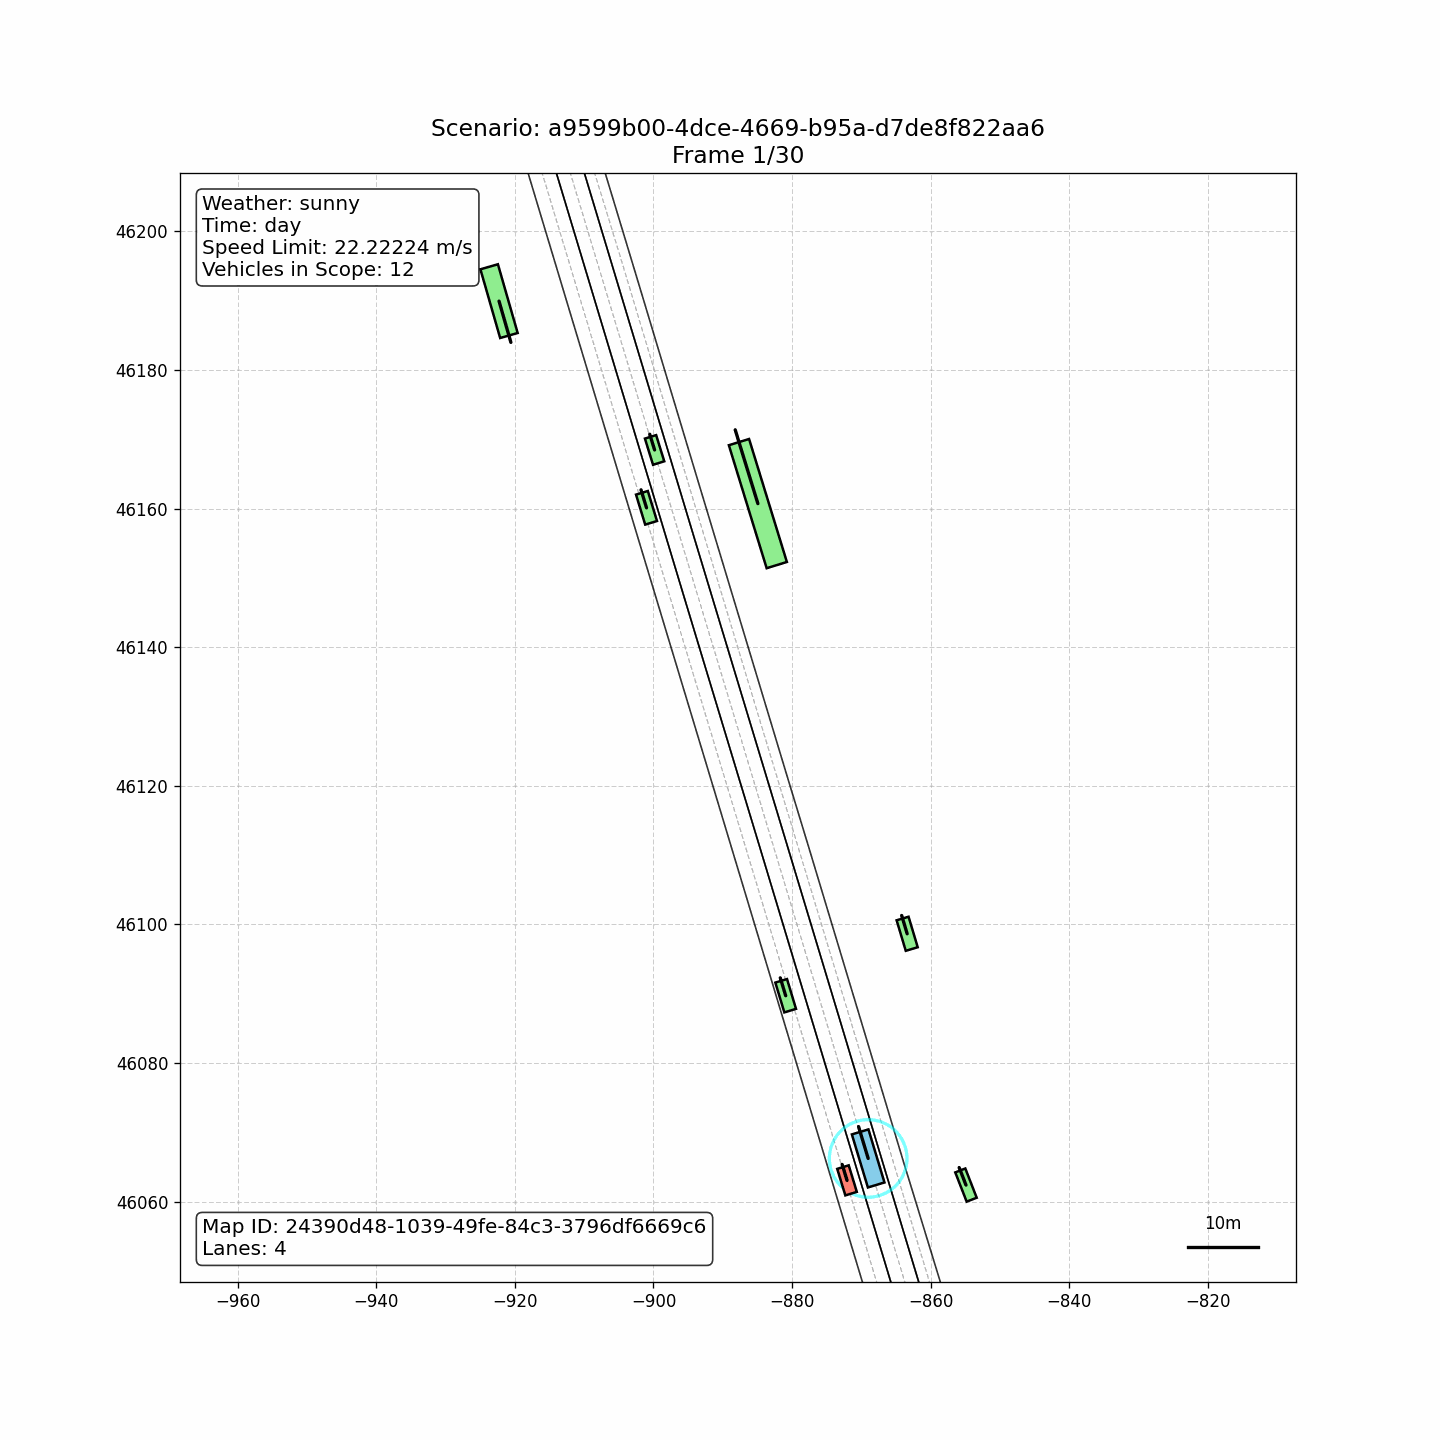 Scenario: a9599b00-4dce-4669-b95a-d7de8f822aa6
Frame 1/30
Weather: sunny
Time: day
Speed Limit: 22.22224 m/s
Vehicles in Scope: 12
46200
46180
46160
46140
46120
46100
46080
46060
Map ID: 24390d48-1039-49fe-84c3-3796df6669c6
Lanes: 4
10m
−960 −940 −920 −900 −880 −860 −840 −820